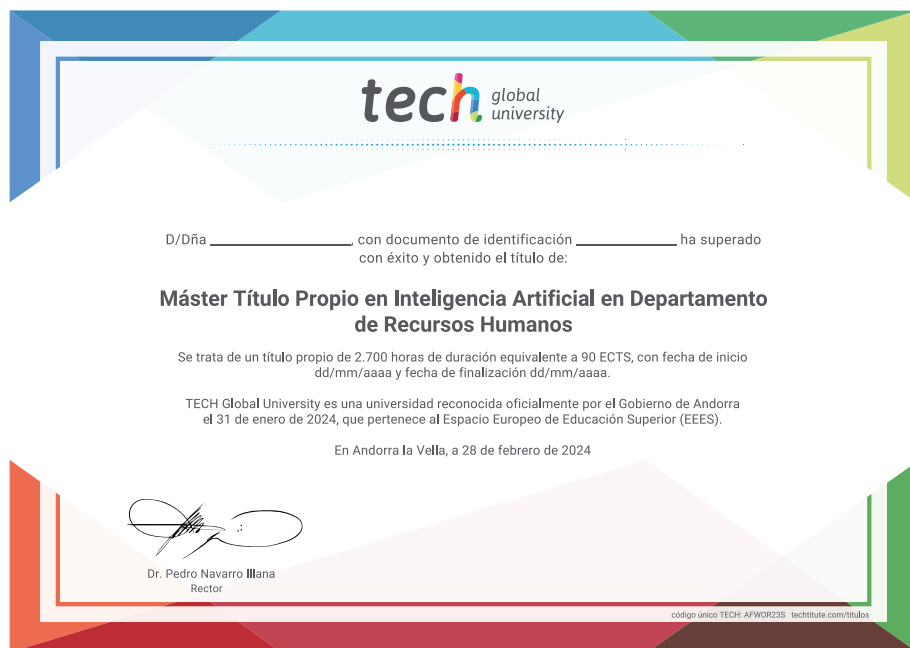 tech global university
D/Dña ____________________, con documento de identificación ______________ ha superado
con éxito y obtenido el título de:
Máster Título Propio en Inteligencia Artificial en Departamento
de Recursos Humanos
Se trata de un título propio de 2.700 horas de duración equivalente a 90 ECTS, con fecha de inicio
dd/mm/aaaa y fecha de finalización dd/mm/aaaa.
TECH Global University es una universidad reconocida oficialmente por el Gobierno de Andorra
el 31 de enero de 2024, que pertenece al Espacio Europeo de Educación Superior (EEES).
En Andorra la Vella, a 28 de febrero de 2024
Dr. Pedro Navarro Illana
Rector
código único TECH: AFWOR23S techtitute.com/titulos